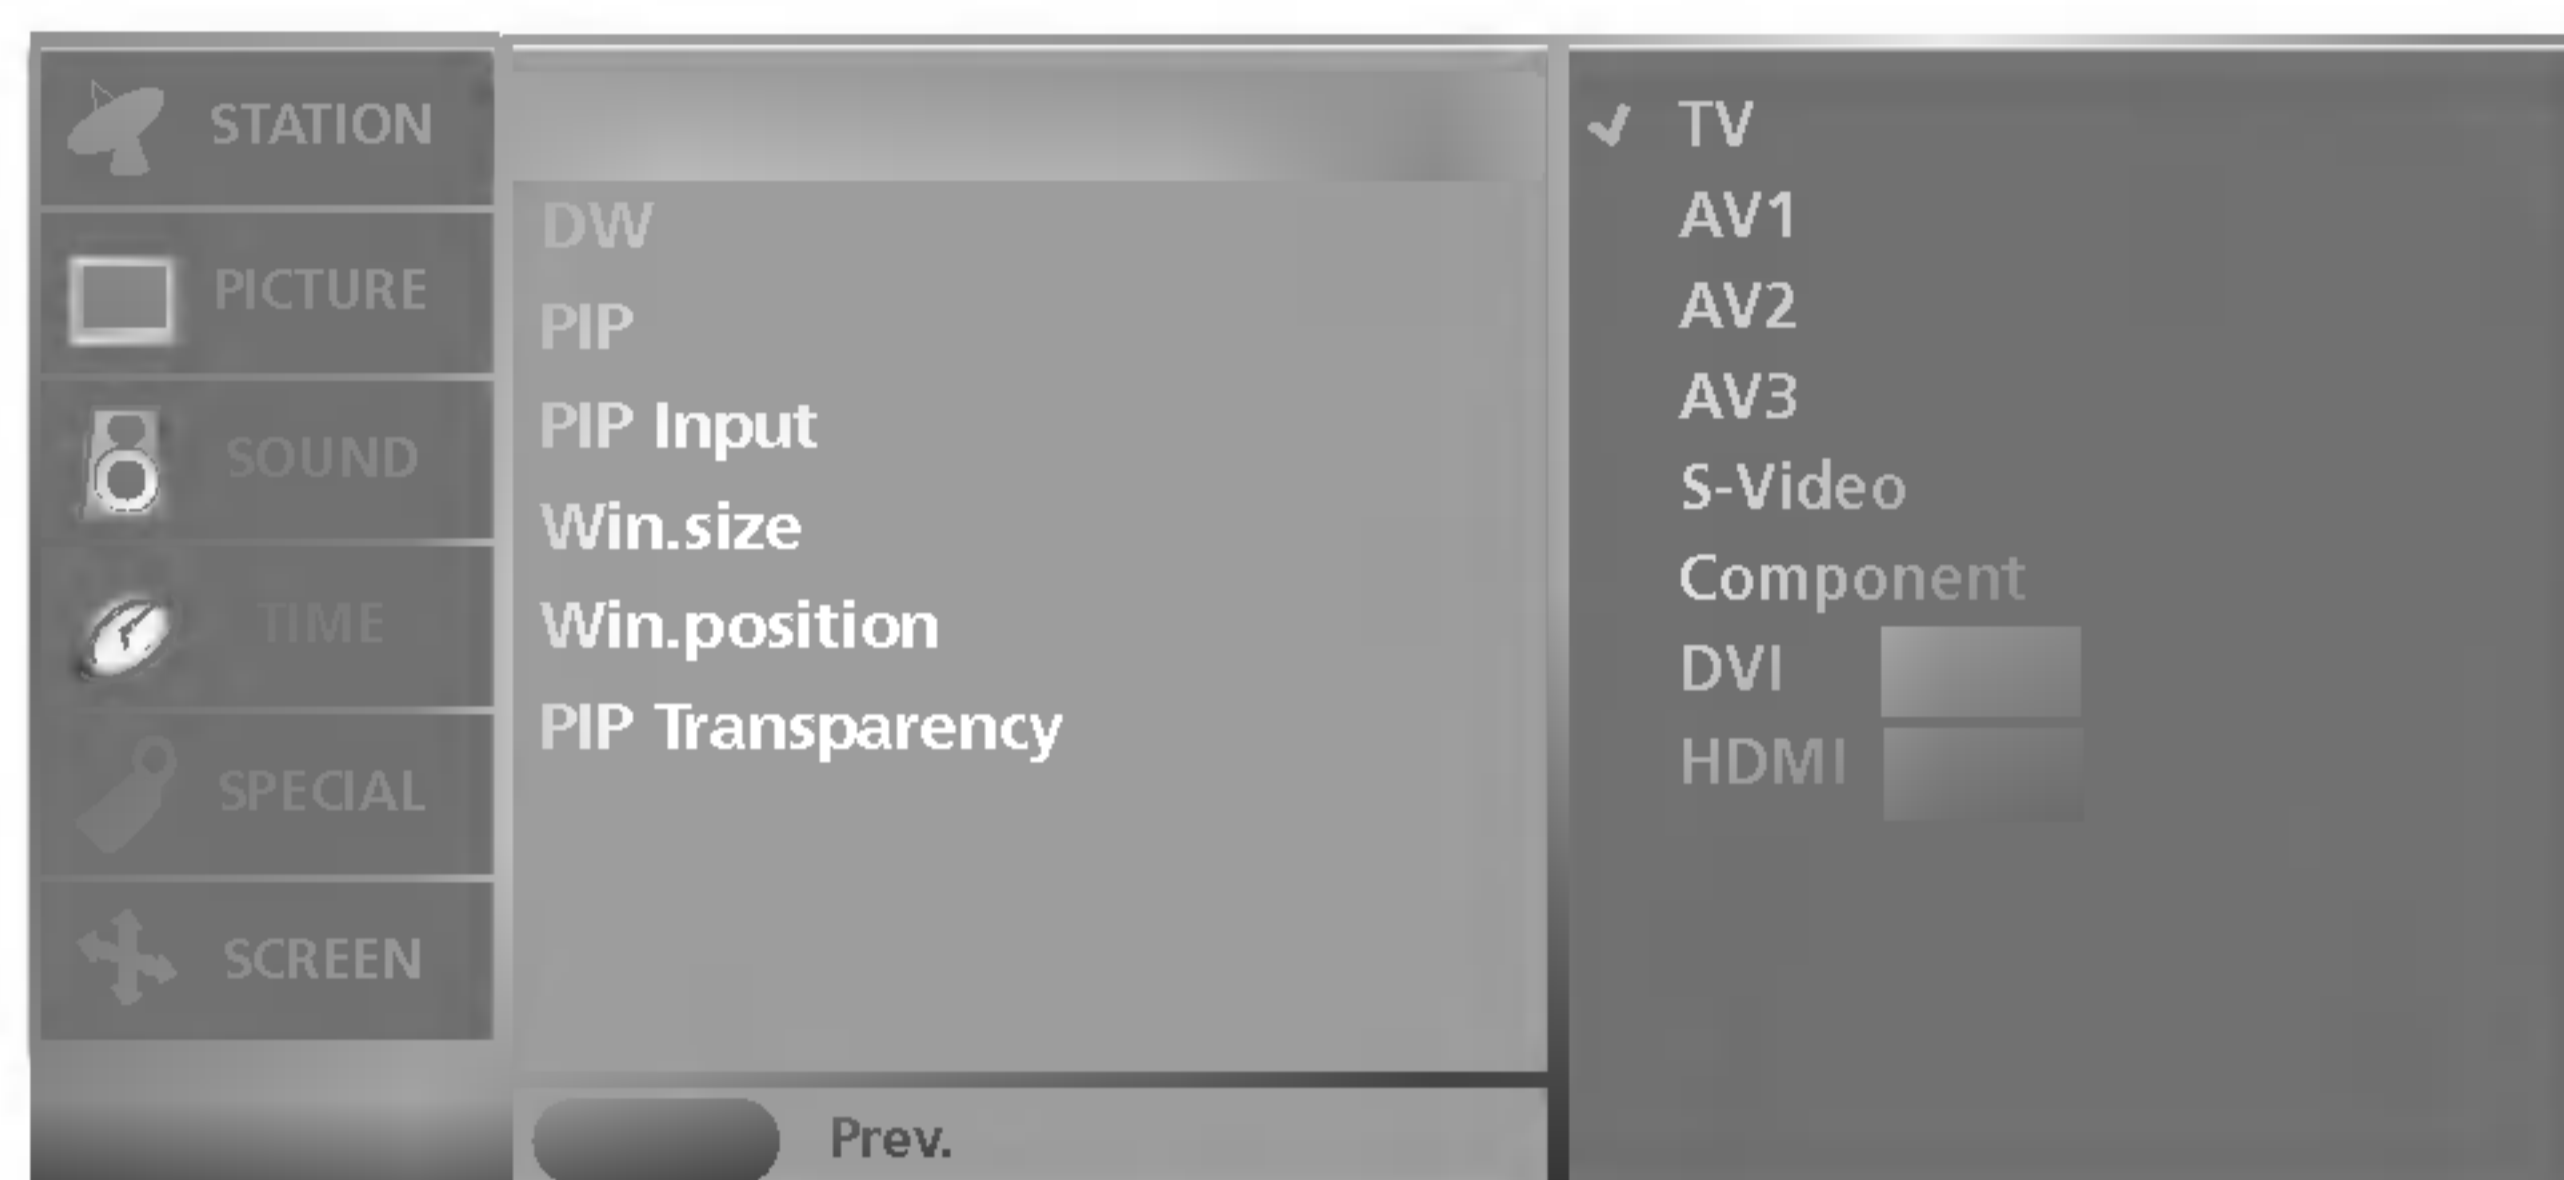 STATION
PICTURE
SOUND
TIME
SPECIAL
SCREEN
DW
PIP
PIP Input
Win.size
Win.position
PIP Transparency
Prev.
TV
AV1
AV2
AV3
S-Video
Component
DVI
HDMI